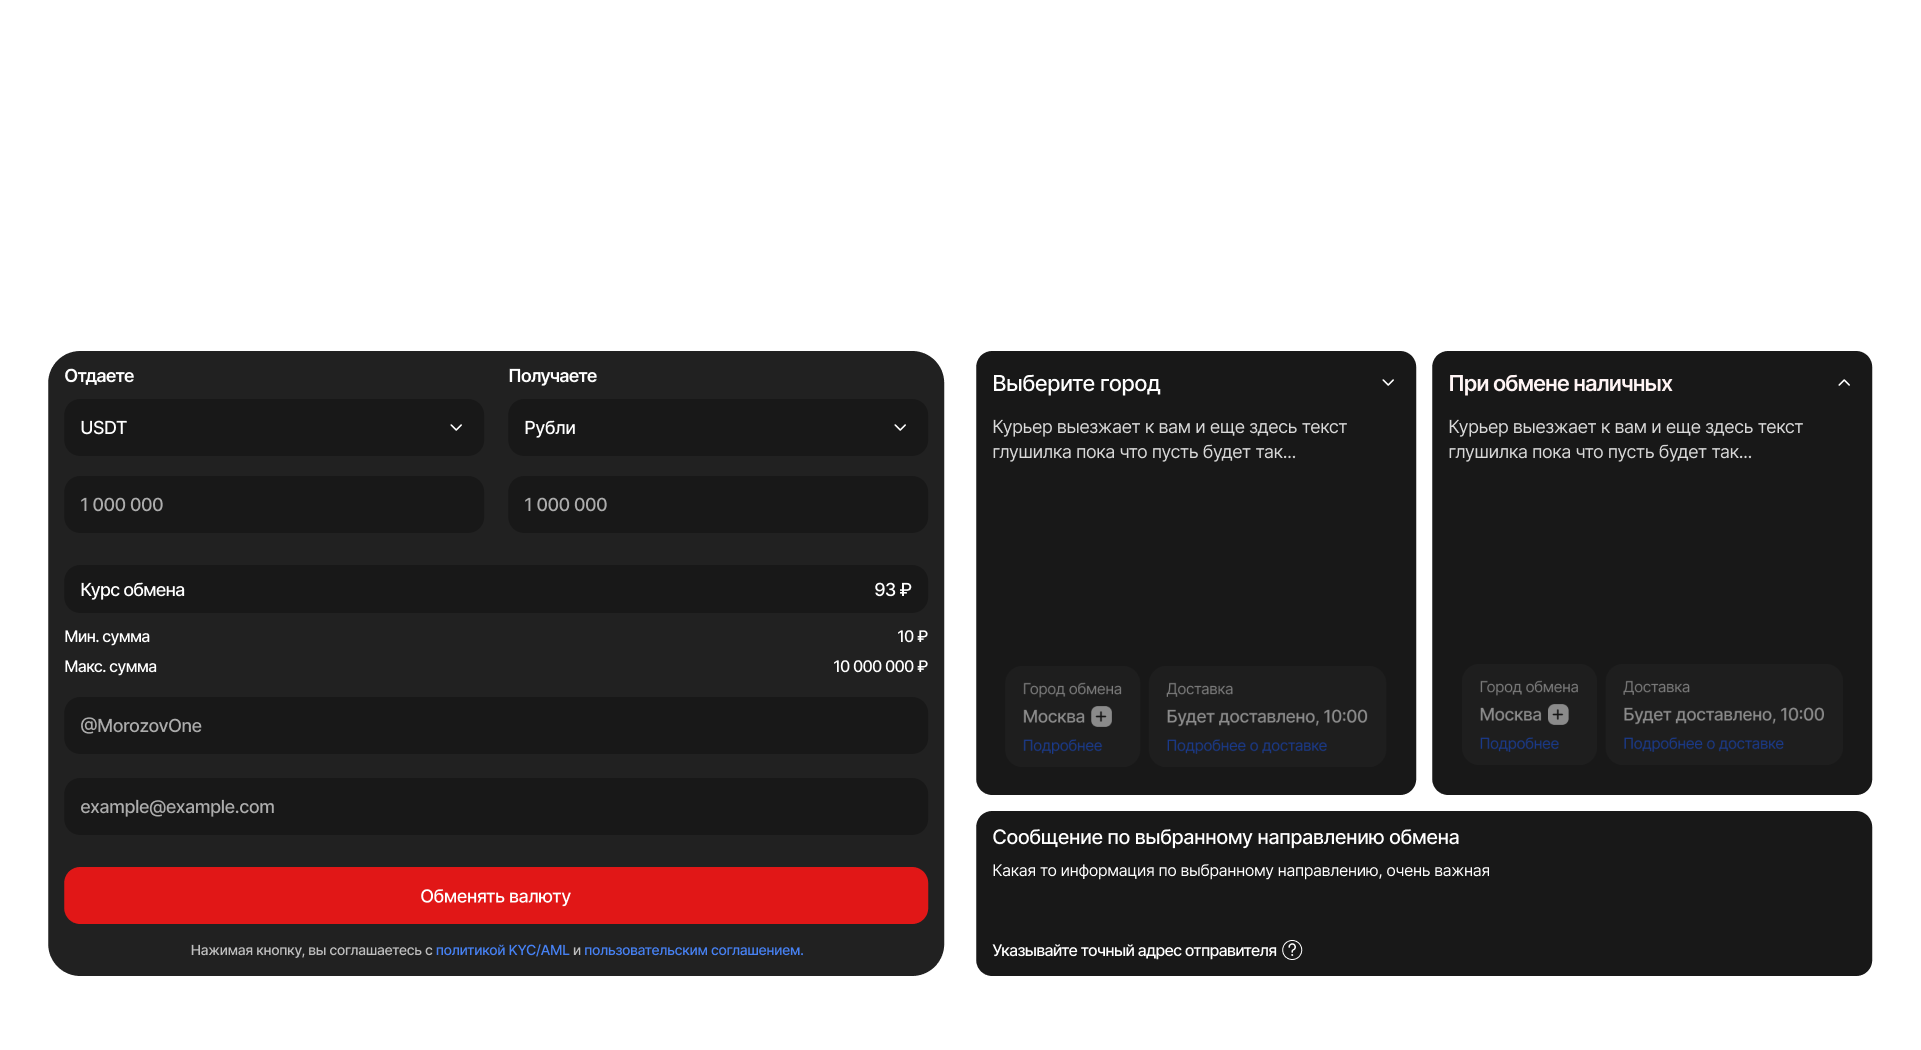 Отдаете
Получаете
USDT
Рубли
1 000 000
1 000 000
Курс обмена
93 ₽
Мин. сумма
10 ₽
Макс. сумма
10 000 000 ₽
@MorozovOne
example@example.com
Обменять валюту
Нажимая кнопку, вы соглашаетесь с политикой KYC/AML и пользовательским соглашением.
Выберите город
Курьер выезжает к вам и еще здесь текст
глушилка пока что пусть будет так...
Город обмена
Москва
Подробнее
Доставка
Будет доставлено, 10:00
Подробнее о доставке
При обмене наличных
Курьер выезжает к вам и еще здесь текст
глушилка пока что пусть будет так...
Город обмена
Москва
Подробнее
Доставка
Будет доставлено, 10:00
Подробнее о доставке
Сообщение по выбранному направлению обмена
Какая то информация по выбранному направлению, очень важная
Указывайте точный адрес отправителя